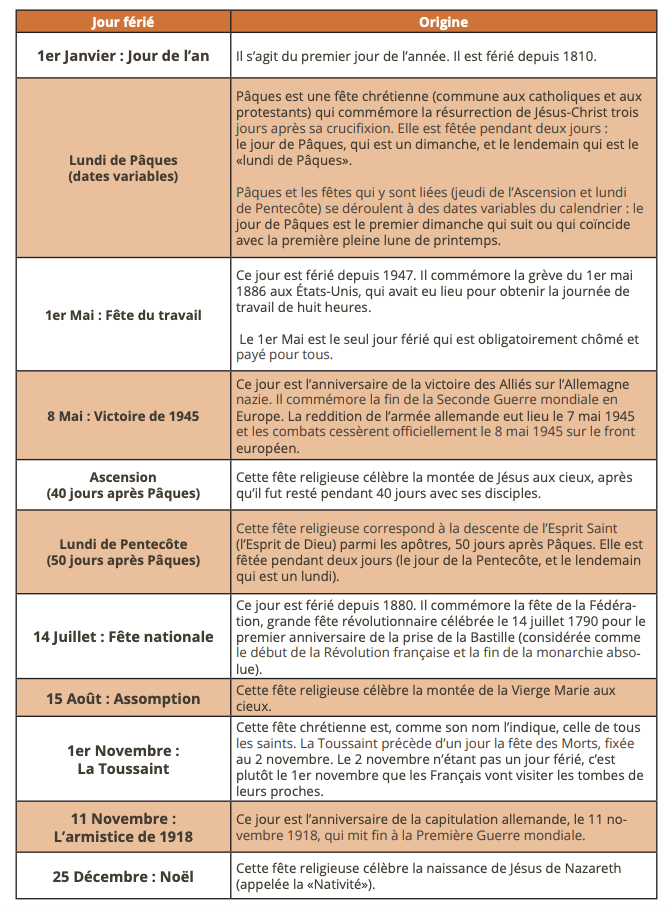 Jour férié
Origine
1er Janvier : Jour de l’an
Il s’agit du premier jour de l’année. Il est férié depuis 1810.
Lundi de Pâques
(dates variables)
Pâques est une fête chrétienne (commune aux catholiques et aux
protestants) qui commémore la résurrection de Jésus-Christ trois
jours après sa crucifixion. Elle est fêtée pendant deux jours :
le jour de Pâques, qui est un dimanche, et le lendemain qui est le
«lundi de Pâques».
Pâques et les fêtes qui y sont liées (jeudi de l’Ascension et lundi
de Pentecôte) se déroulent à des dates variables du calendrier : le
jour de Pâques est le premier dimanche qui suit ou qui coïncide
avec la première pleine lune de printemps.
1er Mai : Fête du travail
Ce jour est férié depuis 1947. Il commémore la grève du 1er mai
1886 aux États-Unis, qui avait eu lieu pour obtenir la journée de
travail de huit heures.
Le 1er Mai est le seul jour férié qui est obligatoirement chômé et
payé pour tous.
8 Mai : Victoire de 1945
Ce jour est l’anniversaire de la victoire des Alliés sur l’Allemagne
nazie. Il commémore la fin de la Seconde Guerre mondiale en
Europe. La reddition de l’armée allemande eut lieu le 7 mai 1945
et les combats cessèrent officiellement le 8 mai 1945 sur le front
européen.
Ascension
(40 jours après Pâques)
Cette fête religieuse célèbre la montée de Jésus aux cieux, après
qu’il fut resté pendant 40 jours avec ses disciples.
Lundi de Pentecôte
(50 jours après Pâques)
Cette fête religieuse correspond à la descente de l’Esprit Saint
(l’Esprit de Dieu) parmi les apôtres, 50 jours après Pâques. Elle est
fêtée pendant deux jours (le jour de la Pentecôte, et le lendemain
qui est un lundi).
14 Juillet : Fête nationale
Ce jour est férié depuis 1880. Il commémore la fête de la Fédéra-
tion, grande fête révolutionnaire célébrée le 14 juillet 1790 pour le
premier anniversaire de la prise de la Bastille (considérée comme
le début de la Révolution française et la fin de la monarchie abso-
lue).
15 Août : Assomption
Cette fête religieuse célèbre la montée de la Vierge Marie aux
cieux.
1er Novembre :
La Toussaint
Cette fête chrétienne est, comme son nom l’indique, celle de tous
les saints. La Toussaint précède d’un jour la fête des Morts, fixée
au 2 novembre. Le 2 novembre n’étant pas un jour férié, c’est
plutôt le 1er novembre que les Français vont visiter les tombes de
leurs proches.
11 Novembre :
L’armistice de 1918
Ce jour est l’anniversaire de la capitulation allemande, le 11 no-
vembre 1918, qui mit fin à la Première Guerre mondiale.
25 Décembre : Noël
Cette fête religieuse célèbre la naissance de Jésus de Nazareth
(appelée la «Nativité»).